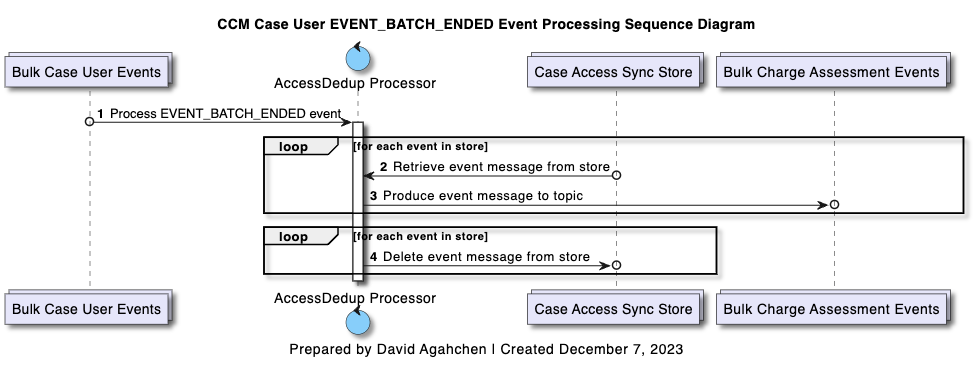 CCM Case User EVENT_BATCH_ENDED Event Processing Sequence Diagram
Bulk Case User Events
AccessDedup Processor
Case Access Sync Store
Bulk Charge Assessment Events
1 Process EVENT_BATCH_ENDED event
loop [for each event in store]
2 Retrieve event message from store
3 Produce event message to topic
loop [for each event in store]
4 Delete event message from store
Bulk Case User Events
AccessDedup Processor
Case Access Sync Store
Bulk Charge Assessment Events
Prepared by David Agahchen | Created December 7, 2023